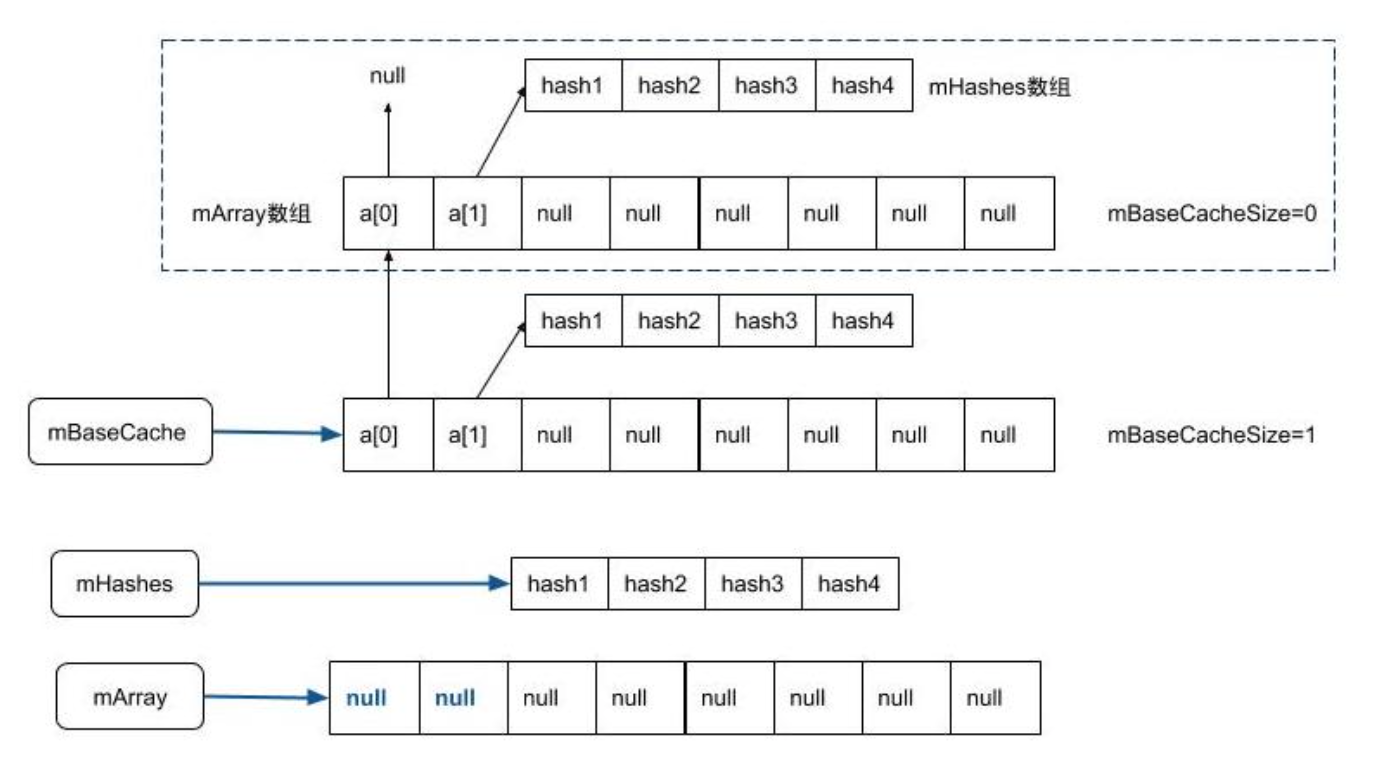 null
hash1 hash2 hash3 hash4 mHashes数组
mArray数组 a[0] a[1] null null null null null null mBaseCacheSize=0
hash1 hash2 hash3 hash4
mBaseCache a[0] a[1] null null null null null null mBaseCacheSize=1
mHashes hash1 hash2 hash3 hash4
mArray null null null null null null null null